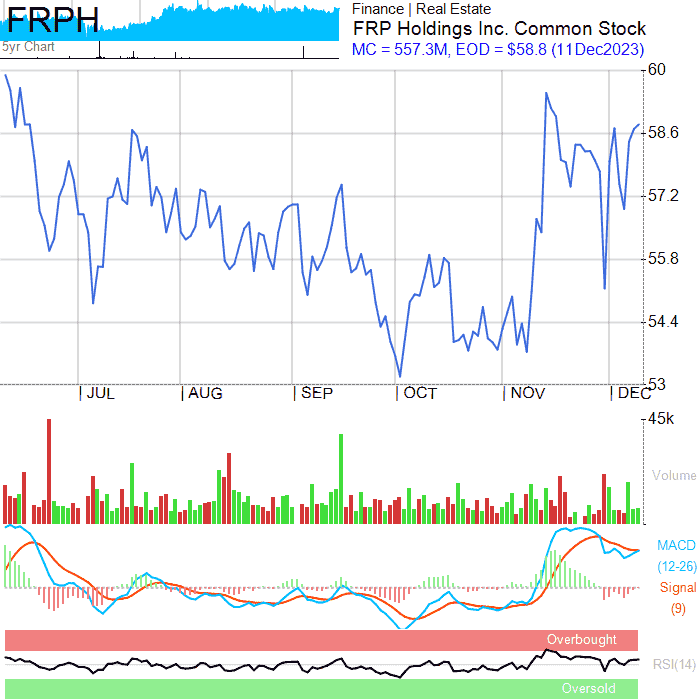 FRPH
5yr Chart
Finance | Real Estate
FRP Holdings Inc. Common Stock
MC = 557.3M, EOD = $58.8 (11Dec2023)
60
58.6
57.2
55.8
54.4
53
JUL AUG SEP OCT NOV DEC
45k
Volume
MACD
(12-26)
Signal
(9)
Overbought
RSI(14)
Oversold